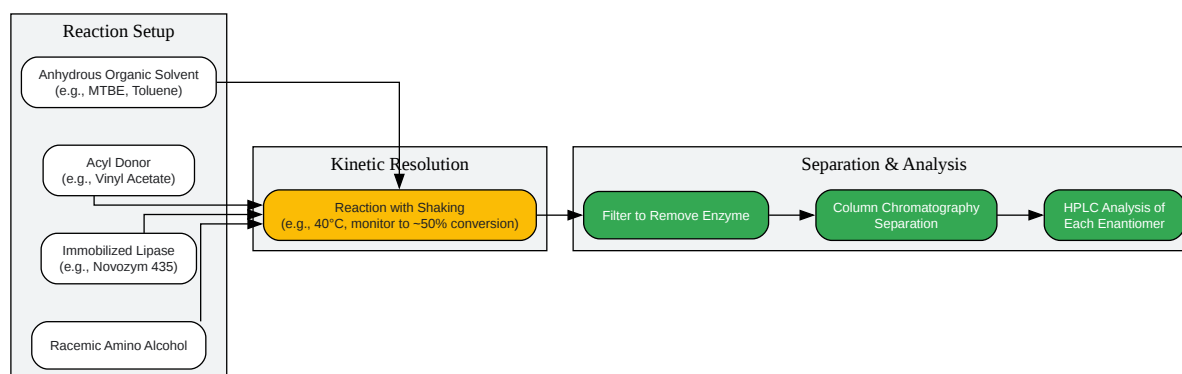 Reaction Setup
Anhydrous Organic Solvent
(e.g., MTBE, Toluene)
Acyl Donor
(e.g., Vinyl Acetate)
Immobilized Lipase
(e.g., Novozym 435)
Racemic Amino Alcohol
Kinetic Resolution
Reaction with Shaking
(e.g., 40°C, monitor to ~50% conversion)
Separation & Analysis
Filter to Remove Enzyme
Column Chromatography
Separation
HPLC Analysis of
Each Enantiomer